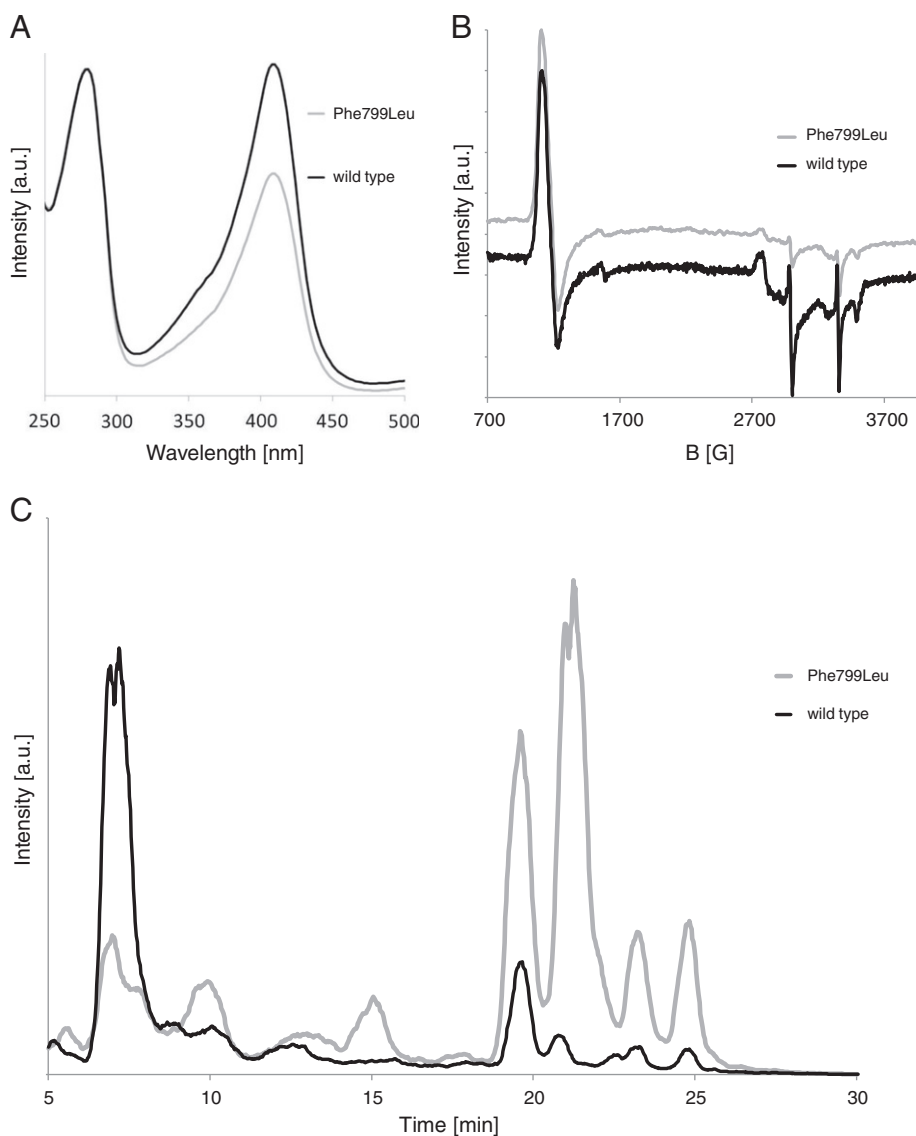 A
Intensity [a.u.]
Phe799Leu
wild type
250 300 350 400 450 500
Wavelength [nm]
B
Intensity [a.u.]
Phe799Leu
wild type
700 1700 2700 3700
B [G]
C
Intensity [a.u.]
Phe799Leu
wild type
5 10 15 20 25 30
Time [min]